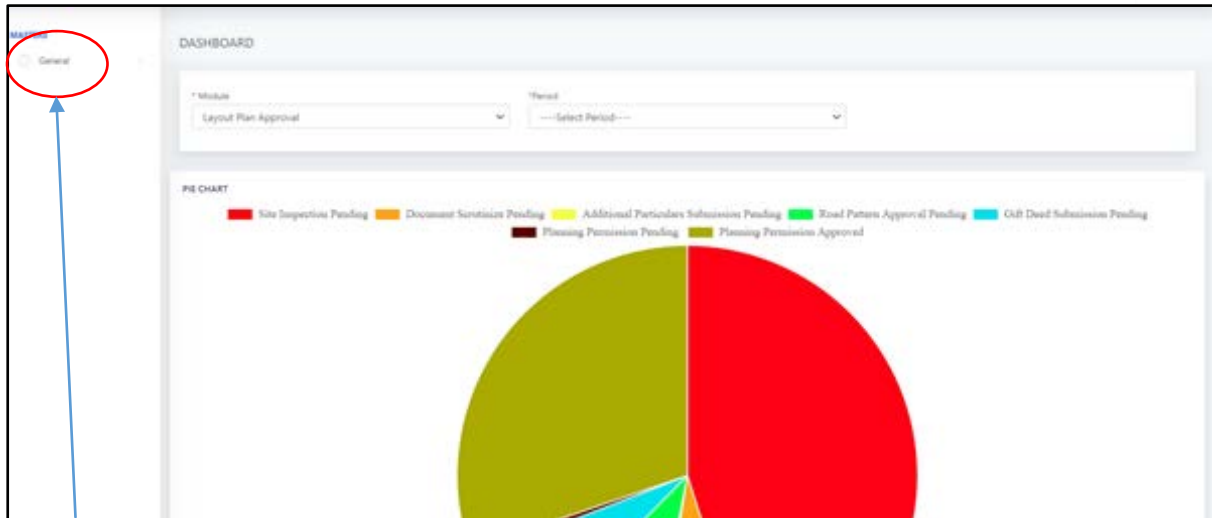 MASTERS
General
DASHBOARD
* Module
*Period
Layout Plan Approval
----Select Period----
PIE CHART
Site Inspection Pending Document Scrutinize Pending Additional Particulars Submission Pending Road Pattern Approval Pending Gift Deed Submission Pending
Planning Permission Pending Planning Permission Approved